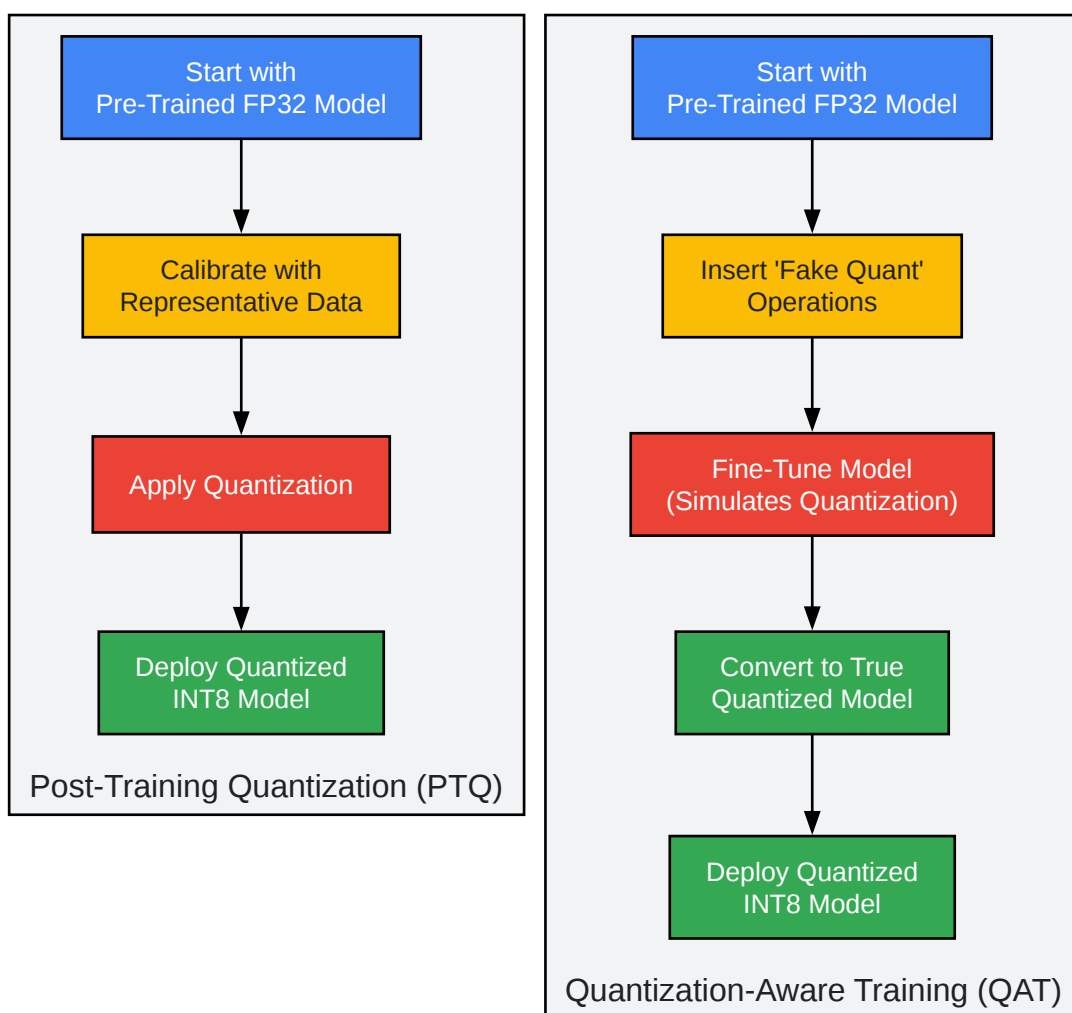 Start with
Pre-Trained FP32 Model
Calibrate with
Representative Data
Apply Quantization
Deploy Quantized
INT8 Model
Post-Training Quantization (PTQ)
Start with
Pre-Trained FP32 Model
Insert 'Fake Quant'
Operations
Fine-Tune Model
(Simulates Quantization)
Convert to True
Quantized Model
Deploy Quantized
INT8 Model
Quantization-Aware Training (QAT)